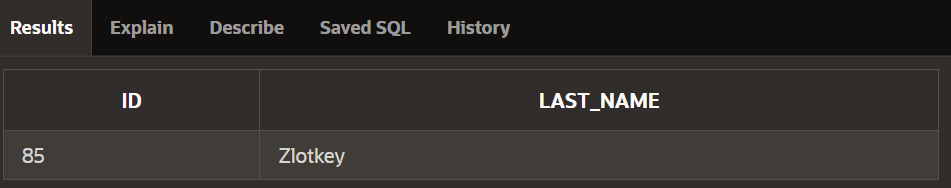 Results Explain Describe Saved SQL History
ID LAST_NAME
85 Zlotkey